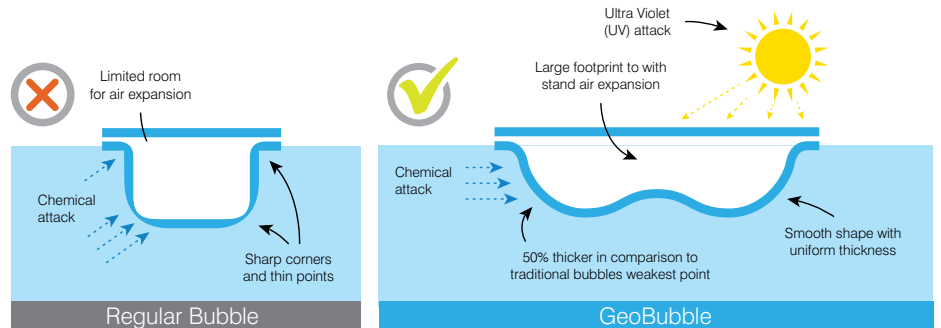 Ultra Violet
(UV) attack
Limited room
for air expansion
Large footprint to with
stand air expansion
Chemical
attack
Chemical
attack
Sharp corners
and thin points
50% thicker in comparison to
traditional bubbles weakest point
Smooth shape with
uniform thickness
Regular Bubble
GeoBubble